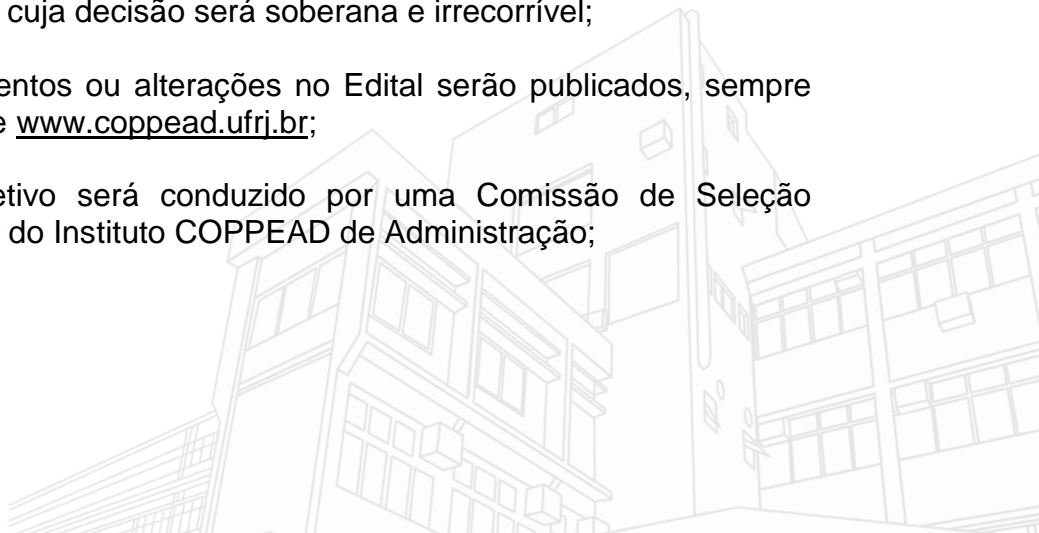 cuja decisão será soberana e irrecorrível;
entos ou alterações no Edital serão publicados, sempre
e www.coppead.ufrj.br;
etivo será conduzido por uma Comissão de Seleção
do Instituto COPPEAD de Administração;